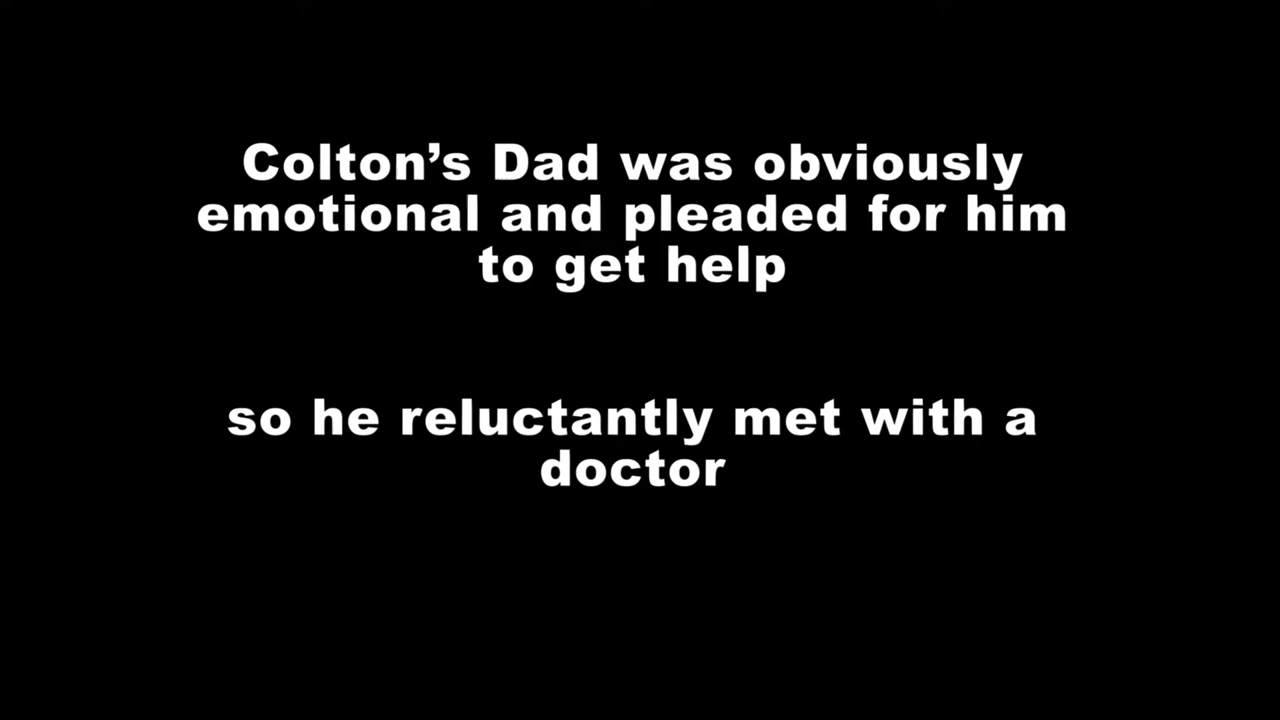 Colton’s Dad was obviously
emotional and pleaded for him
to get help
so he reluctantly met with a
doctor